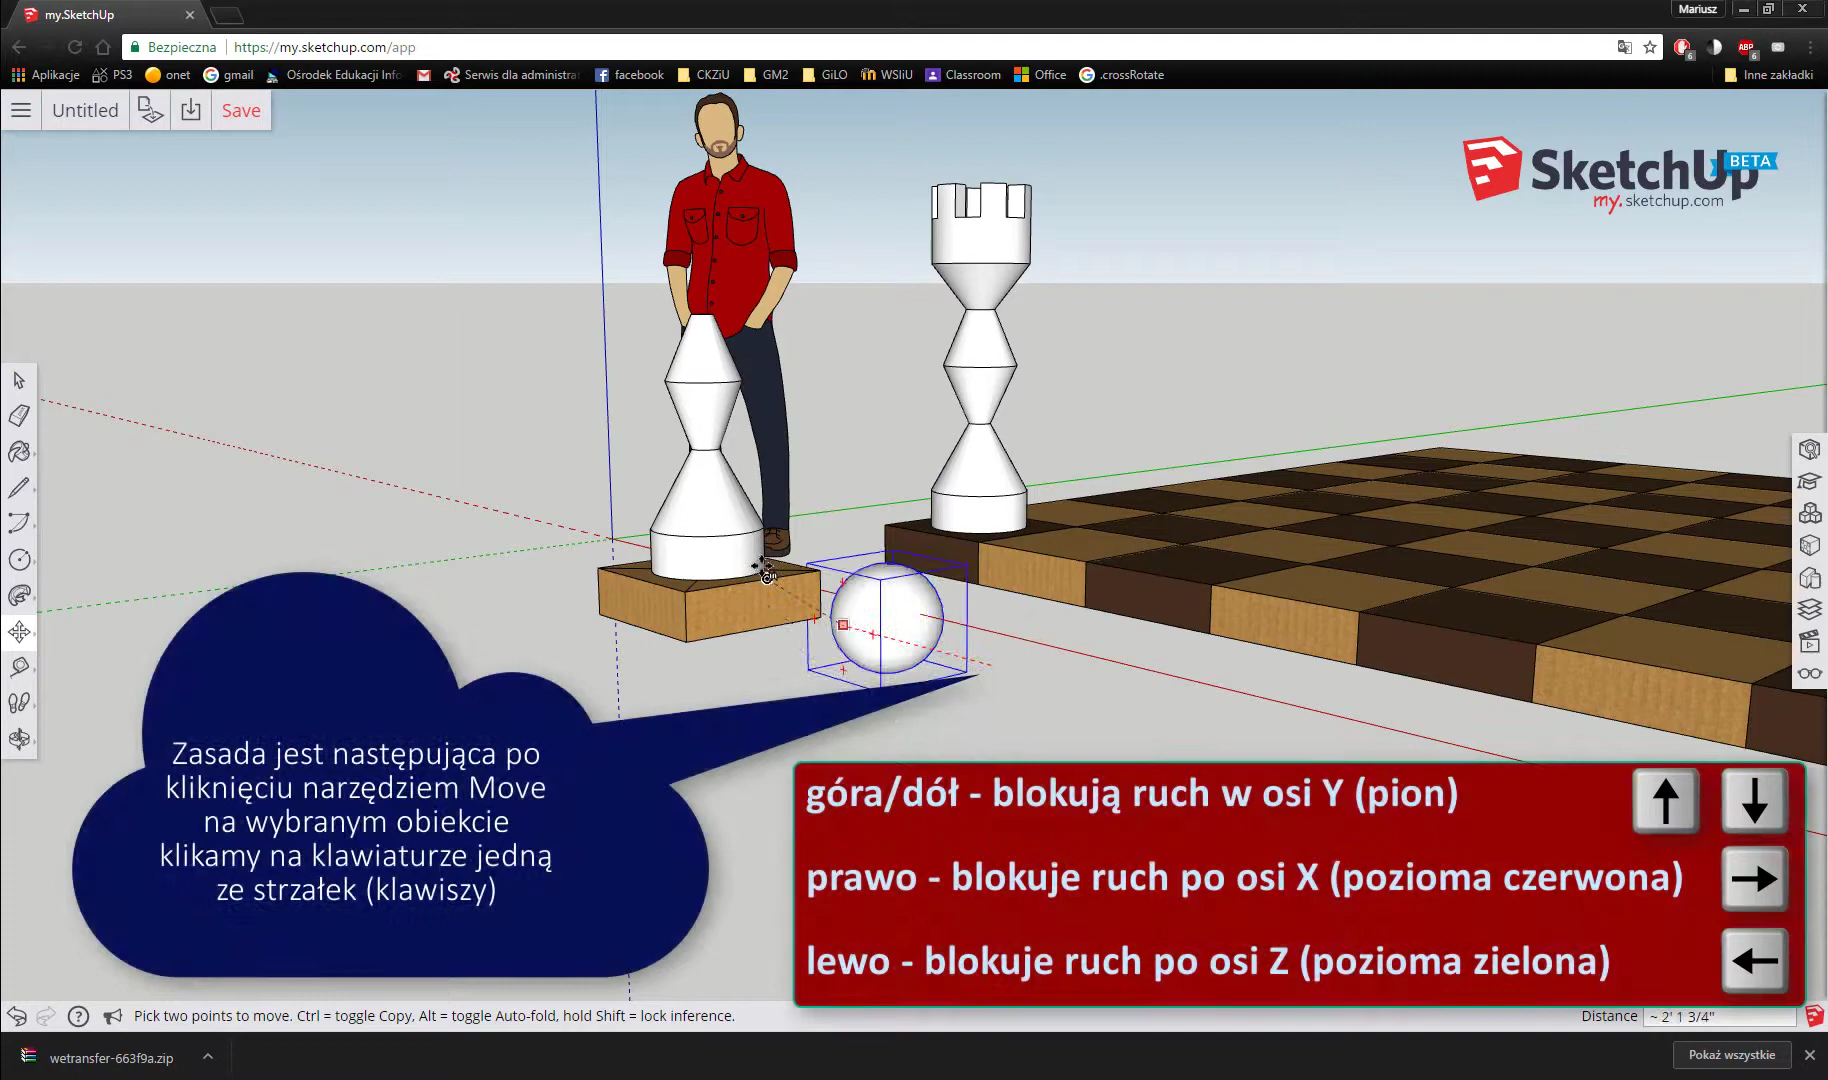 my.SketchUp
Mariusz
Bezpieczna
https://my.sketchup.com/app
6
ABP
6
Aplikacje
PS3
onet
gmail
Ośrodek Edukacji Info
Serwis dla administra
facebook
CKZiU
GM2
GiLO
WSIiU
Classroom
Office
.crossRotate
Inne zakładki
Untitled
Save
SketchUp
BETA
my.sketchup.com
Zasada jest następująca po
kliknięciu narzędziem Move
na wybranym obiekcie
klikamy na klawiaturze jedną
ze strzałek (klawiszy)
góra/dół - blokują ruch w osi Y (pion)
prawo - blokuje ruch po osi X (pozioma czerwona)
lewo - blokuje ruch po osi Z (pozioma zielona)
Pick two points to move. Ctrl = toggle Copy, Alt = toggle Auto-fold, hold Shift = lock inference.
Distance
~ 2' 1 3/4"
wetransfer-663f9a.zip
Pokaż wszystkie